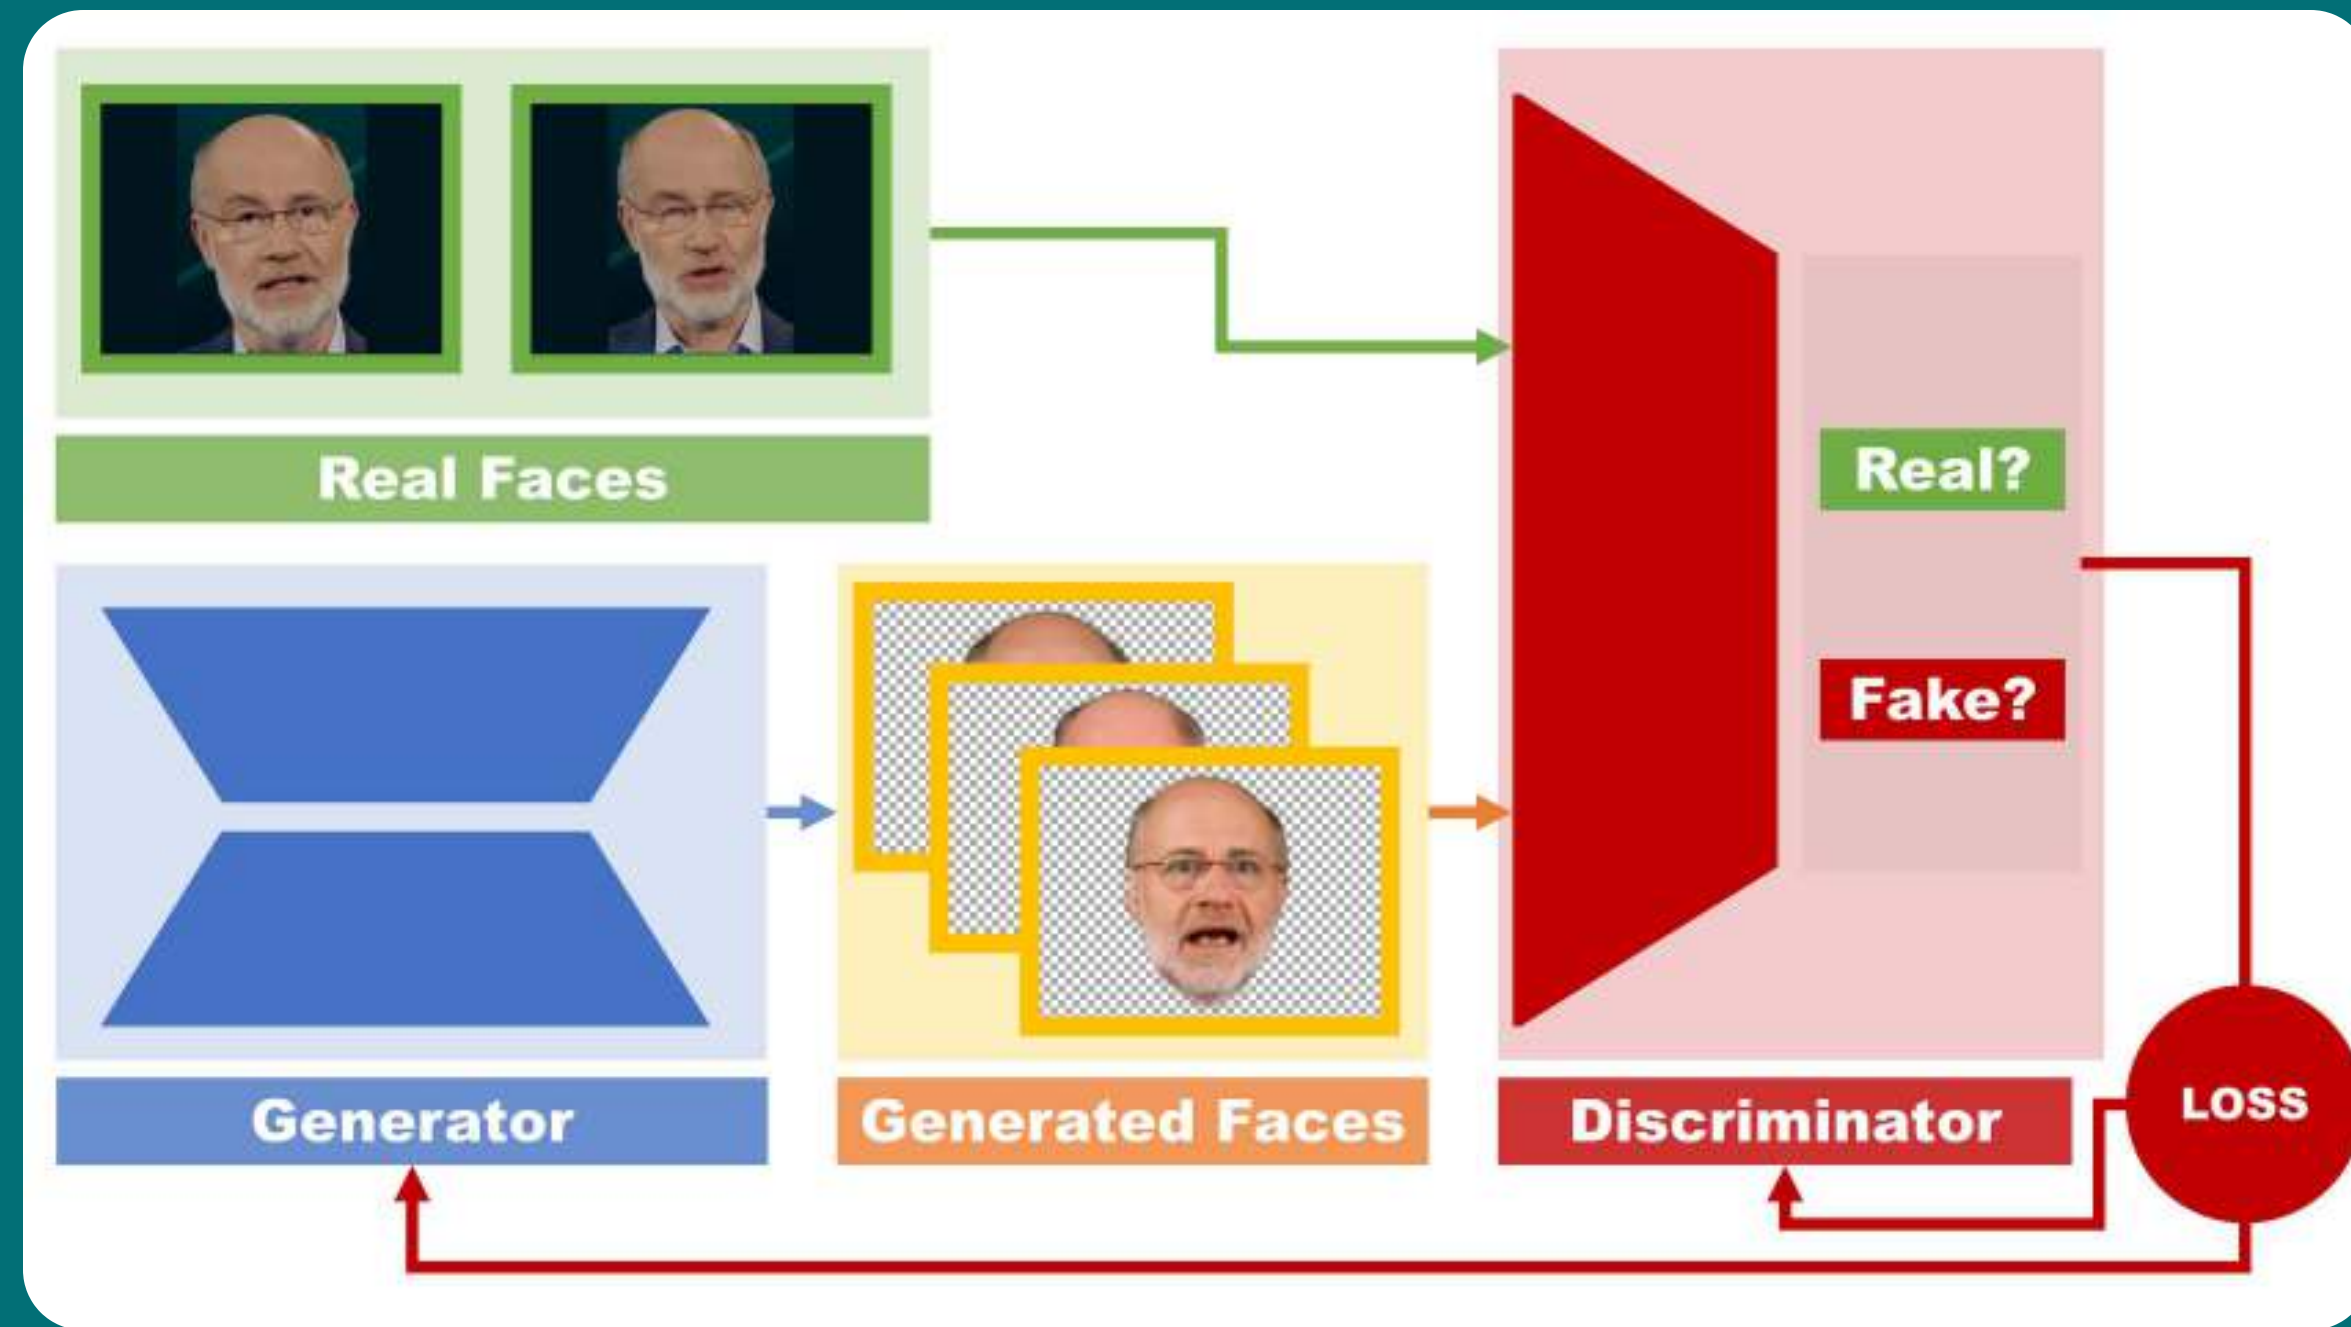 Real Faces
Real?
Fake?
Generator
Generated Faces
Discriminator
LOSS